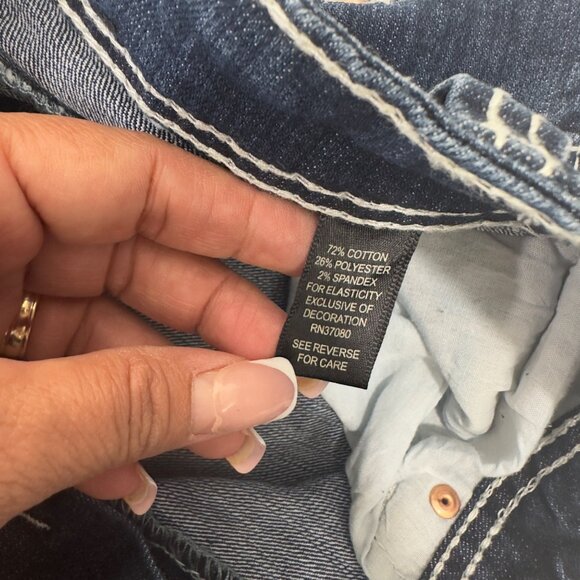 72% COTTON
26% POLYESTER
2% SPANDEX
FOR ELASTICITY
EXCLUSIVE OF
DECORATION
RN37080
SEE REVERSE
FOR CARE